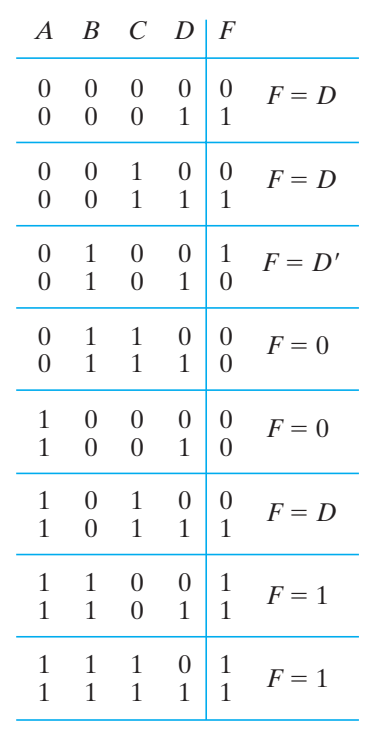 A B C D F
0 0 0 0 0 F = D
0 0 0 1 1
0 0 1 0 0 F = D
0 0 1 1 1
0 1 0 0 1 F = D′
0 1 0 1 0
0 1 1 0 0 F = 0
0 1 1 1 0
1 0 0 0 0 F = 0
1 0 0 1 0
1 0 1 0 0 F = D
1 0 1 1 1
1 1 0 0 1 F = 1
1 1 0 1 1
1 1 1 0 1 F = 1
1 1 1 1 1